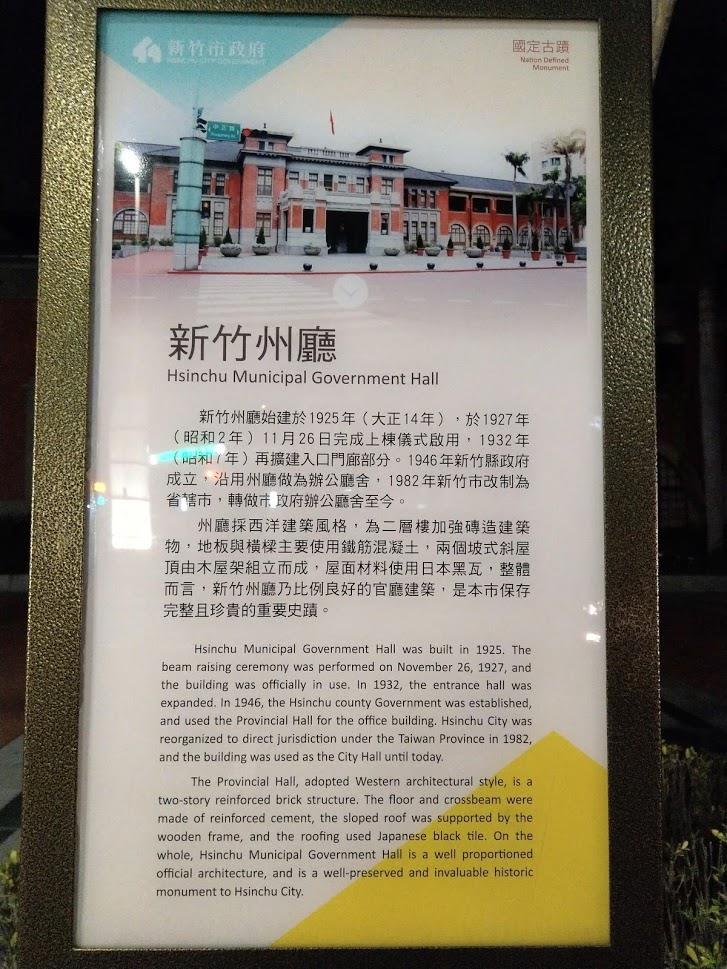 新竹市政府
HSINCHU CITY GOVERNMENT
國定古蹟
Nation Defined
Monument
中正路
新竹州廳
Hsinchu Municipal Government Hall
新竹州廳始建於1925年（大正14年），於1927年
（昭和2年）11月26日完成上棟儀式啟用，1932年
（昭和7年）再擴建入口門廊部分。1946年新竹縣政府
成立，沿用州廳做為辦公廳舍，1982年新竹市改制為
省轄市，轉做市政府辦公廳舍至今。
州廳採西洋建築風格，為二層樓加強磚造建築
物，地板與橫樑主要使用鐵筋混凝土，兩個坡式斜屋
頂由木屋架組立而成，屋面材料使用日本黑瓦，整體
而言，新竹州廳乃比例良好的官廳建築，是本市保存
完整且珍貴的重要史蹟。
Hsinchu Municipal Government Hall was built in 1925. The
beam raising ceremony was performed on November 26, 1927, and
the building was officially in use. In 1932, the entrance hall was
expanded. In 1946, the Hsinchu county Government was established,
and used the Provincial Hall for the office building. Hsinchu City was
reorganized to direct jurisdiction under the Taiwan Province in 1982,
and the building was used as the City Hall until today.
The Provincial Hall, adopted Western architectural style, is a
two-story reinforced brick structure. The floor and crossbeam were
made of reinforced cement, the sloped roof was supported by the
wooden frame, and the roofing used Japanese black tile. On the
whole, Hsinchu Municipal Government Hall is a well proportioned
official architecture, and is a well-preserved and invaluable historic
monument to Hsinchu City.